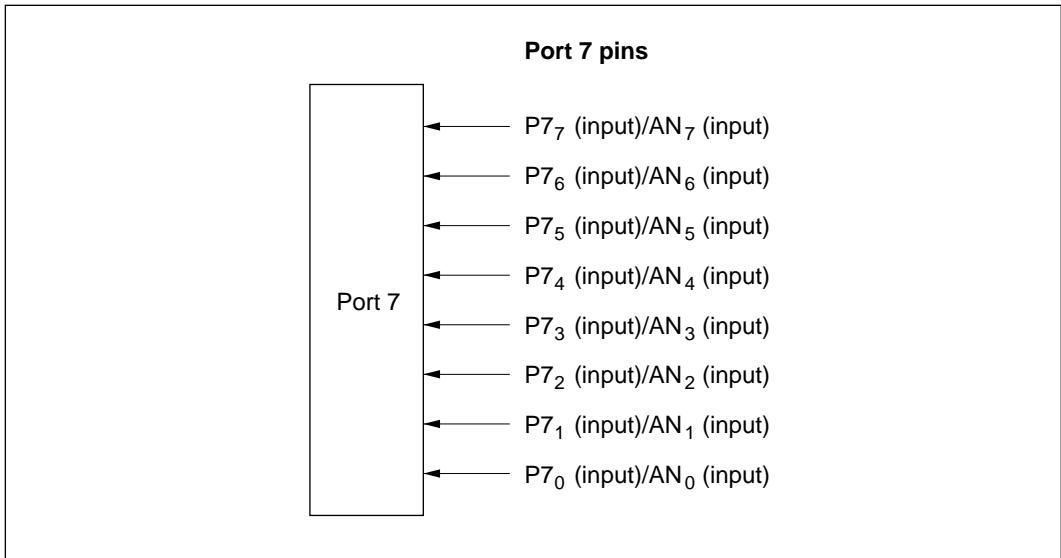 Port 7 pins
P7₇ (input)/AN₇ (input)
P7₆ (input)/AN₆ (input)
P7₅ (input)/AN₅ (input)
P7₄ (input)/AN₄ (input)
Port 7
P7₃ (input)/AN₃ (input)
P7₂ (input)/AN₂ (input)
P7₁ (input)/AN₁ (input)
P7₀ (input)/AN₀ (input)